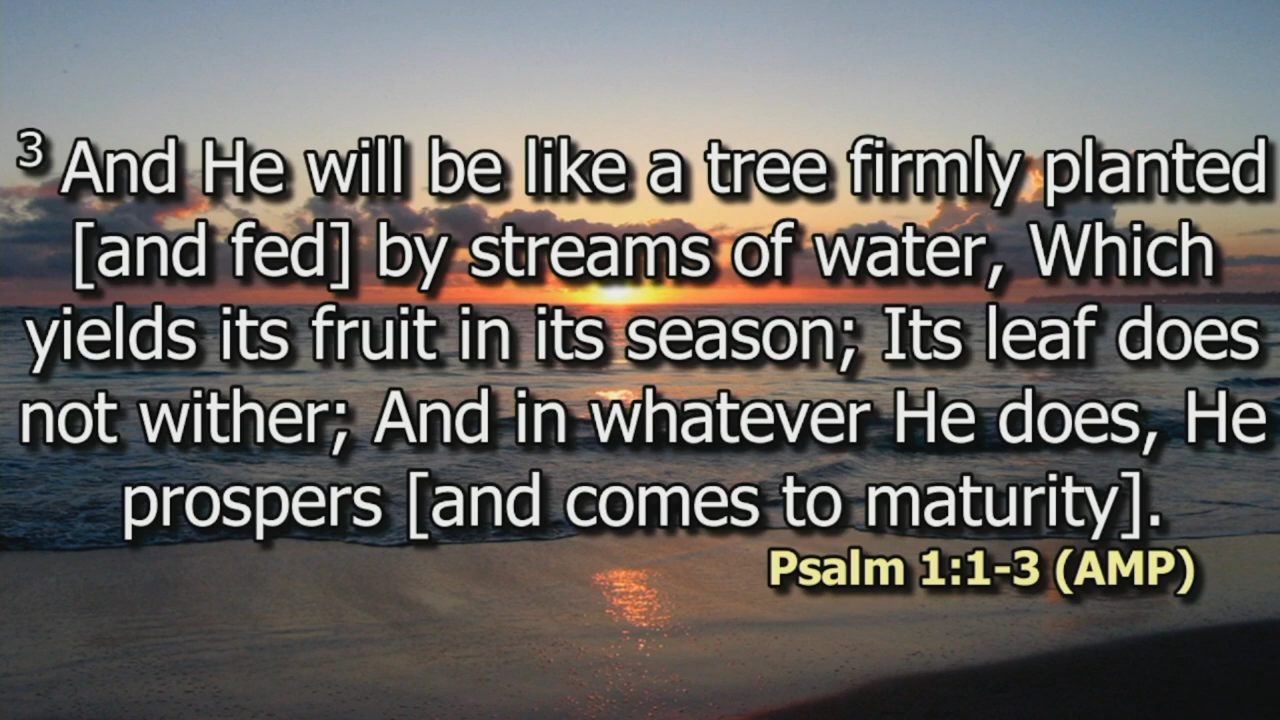 3 And He will be like a tree firmly planted
[and fed] by streams of water, Which
yields its fruit in its season; Its leaf does
not wither; And in whatever He does, He
prospers [and comes to maturity].
Psalm 1:1-3 (AMP)